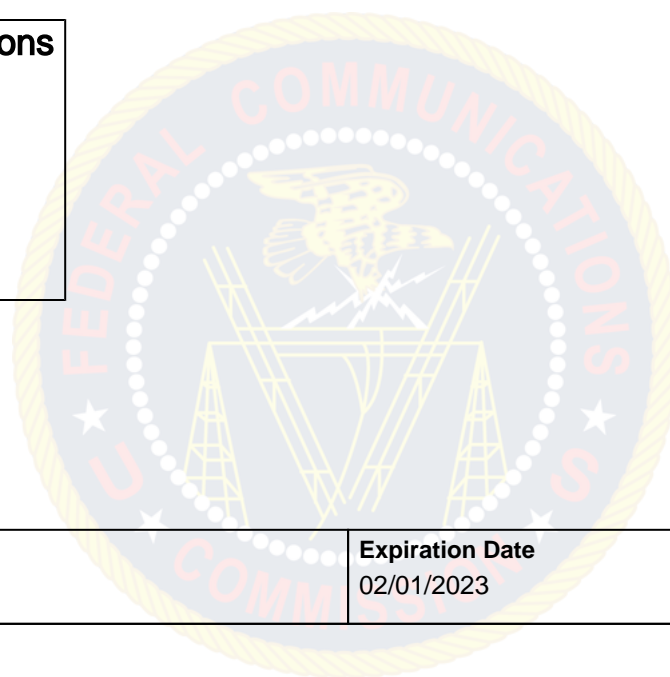 ons
FEDERAL COMMUNICATIONS
U S
COMMISSION
Expiration Date
02/01/2023